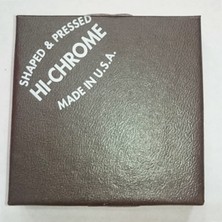 SHAPED & PRESSED
HI-CHROME
MADE IN U.S.A.